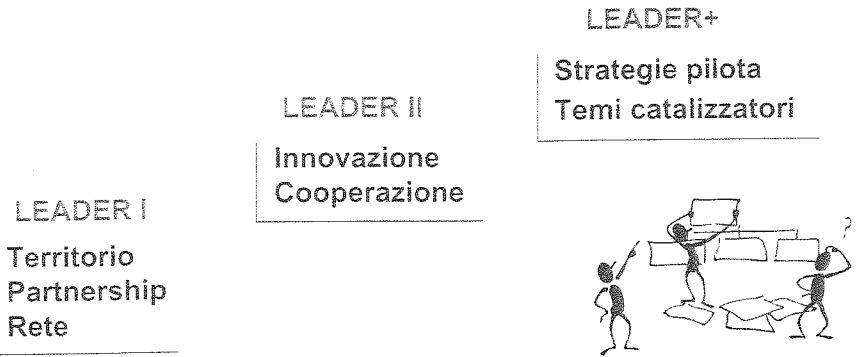 LEADER+
Strategie pilota
Temi catalizzatori
LEADER II
Innovazione
Cooperazione
LEADER I
Territorio
Partnership
Rete
?